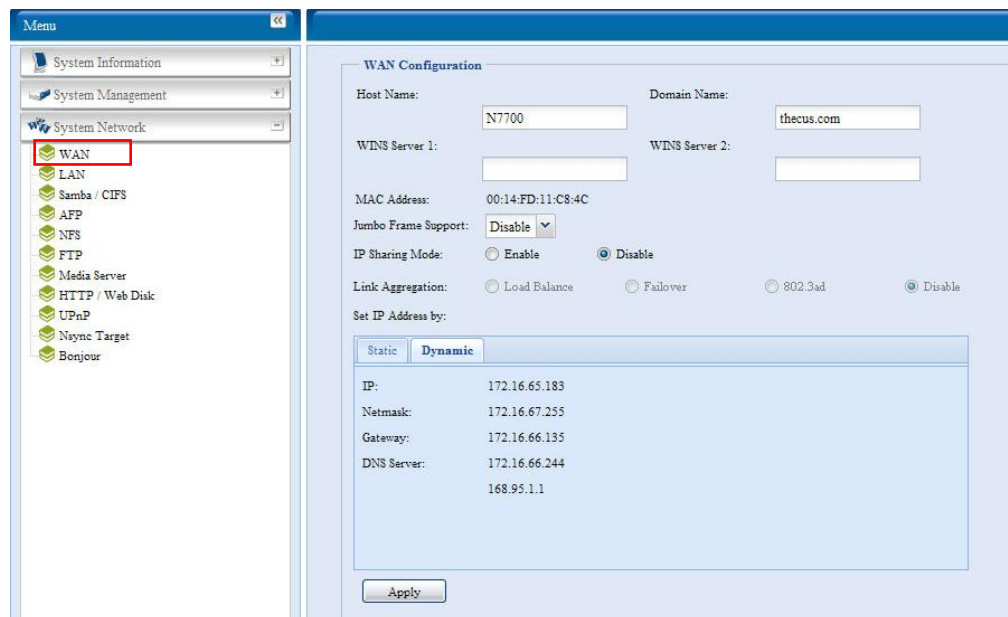 Menu
System Information
System Management
System Network
WAN
LAN
Samba / CIFS
AFP
NFS
FTP
Media Server
HTTP / Web Disk
UPnP
Nsync Target
Bonjour
WAN Configuration
Host Name: N7700 Domain Name: thecus.com
WINS Server 1: WINS Server 2:
MAC Address: 00:14:FD:11:C8:4C
Jumbo Frame Support: Disable
IP Sharing Mode: Enable Disable
Link Aggregation: Load Balance Failover 802.3ad Disable
Set IP Address by:
Static Dynamic
IP: 172.16.65.183
Netmask: 172.16.67.255
Gateway: 172.16.66.135
DNS Server: 172.16.66.244
168.95.1.1
Apply